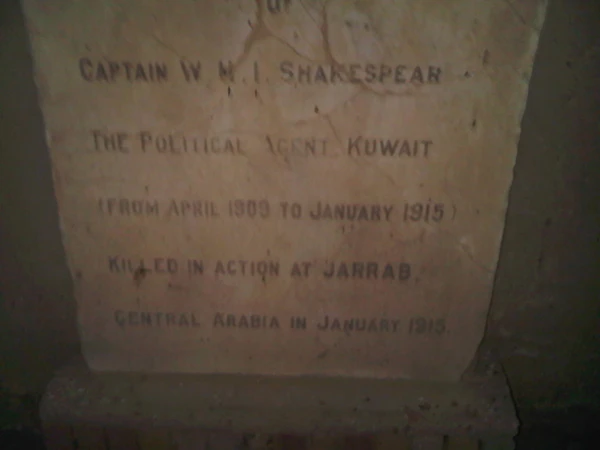 OF
CAPTAIN W. H. I. SHAKESPEAR
THE POLITICAL AGENT, KUWAIT
(FROM APRIL 1909 TO JANUARY 1915)
KILLED IN ACTION AT JARRAB,
CENTRAL ARABIA IN JANUARY 1915.